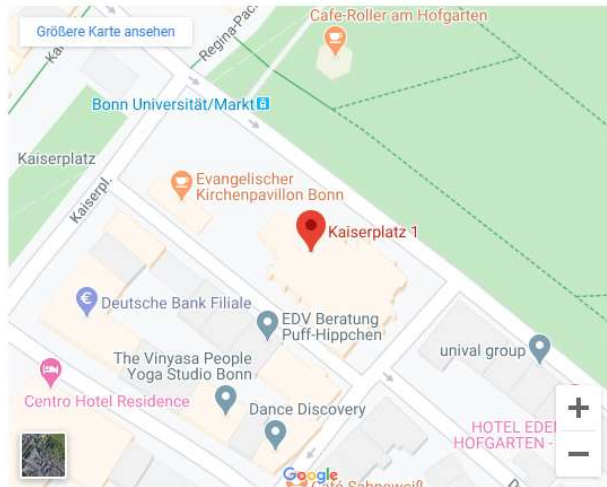 Cafe-Roller am Hofgarten
Größere Karte ansehen
Regina-Pac.
Bonn Universität/Markt
Kaiserplatz
Kaiserpl.
Evangelischer
Kirchenpavillon Bonn
Kaiserplatz 1
Deutsche Bank Filiale
EDV Beratung
Puff-Hippchen
unival group
The Vinyasa People
Yoga Studio Bonn
Centro Hotel Residence
Dance Discovery
HOTEL EDE
HOFGARTEN -
+
−
Google
Café Sahneweiß